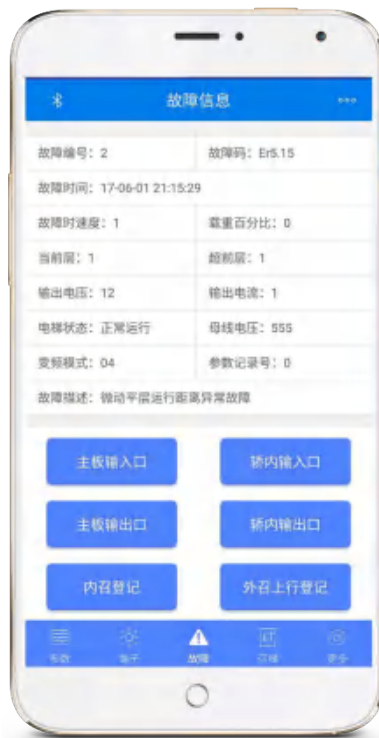 故障信息
故障编号：2 故障码：Er5.15
故障时间：17-06-01 21:15:29
故障时速度：1 载重百分比：0
当前层：1 超前层：1
输出电压：12 输出电流：1
电梯状态：正常运行 母线电压：555
变频模式：04 参数记录号：0
故障描述：微动平层运行距离异常故障
主板输入口 轿内输入口
主板输出口 轿内输出口
内召登记 外召上行登记
故障